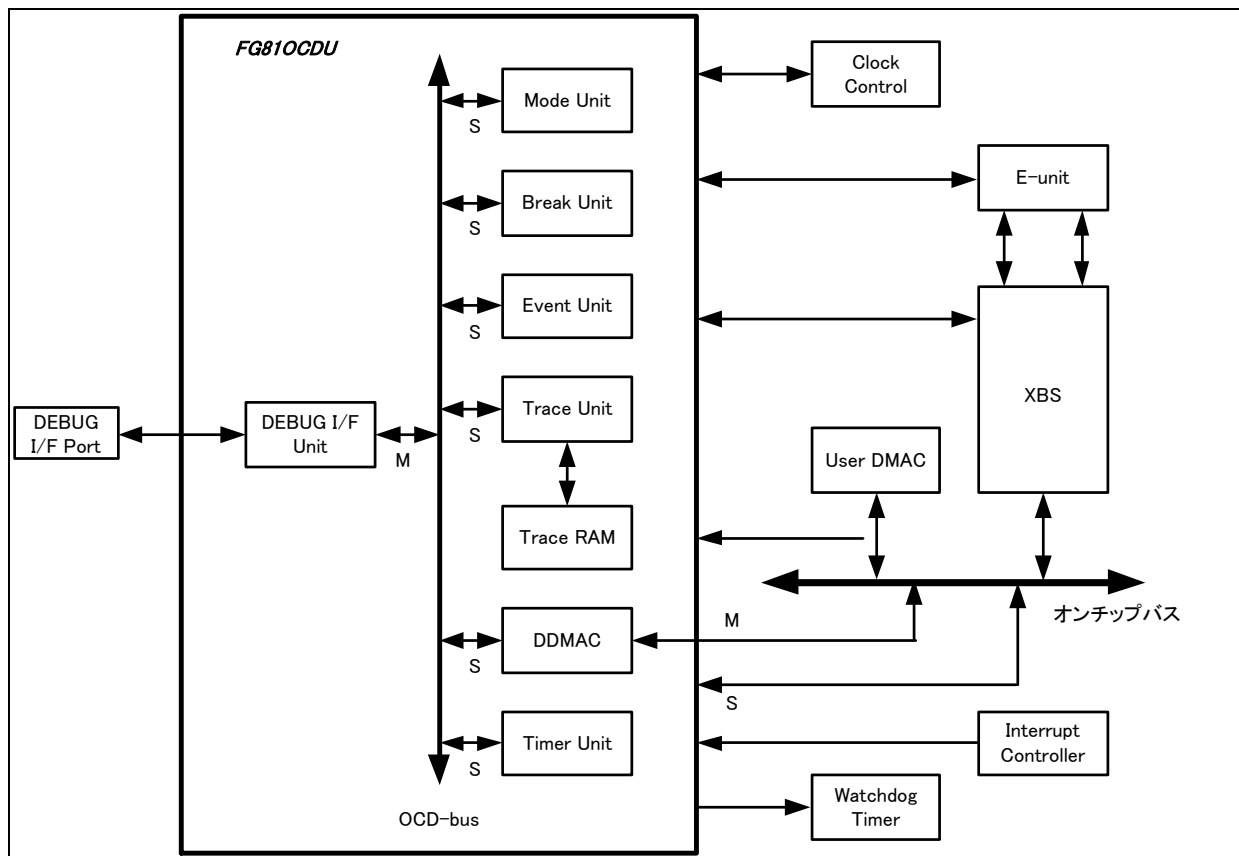 FG81OCDU
Clock
Control
Mode Unit
S
E-unit
Break Unit
S
Event Unit
S
XBS
DEBUG
I/F Port
DEBUG I/F
Unit
M
Trace Unit
S
User DMAC
Trace RAM
オンチップバス
DDMAC
S
M
S
Timer Unit
S
Interrupt
Controller
Watchdog
Timer
OCD-bus